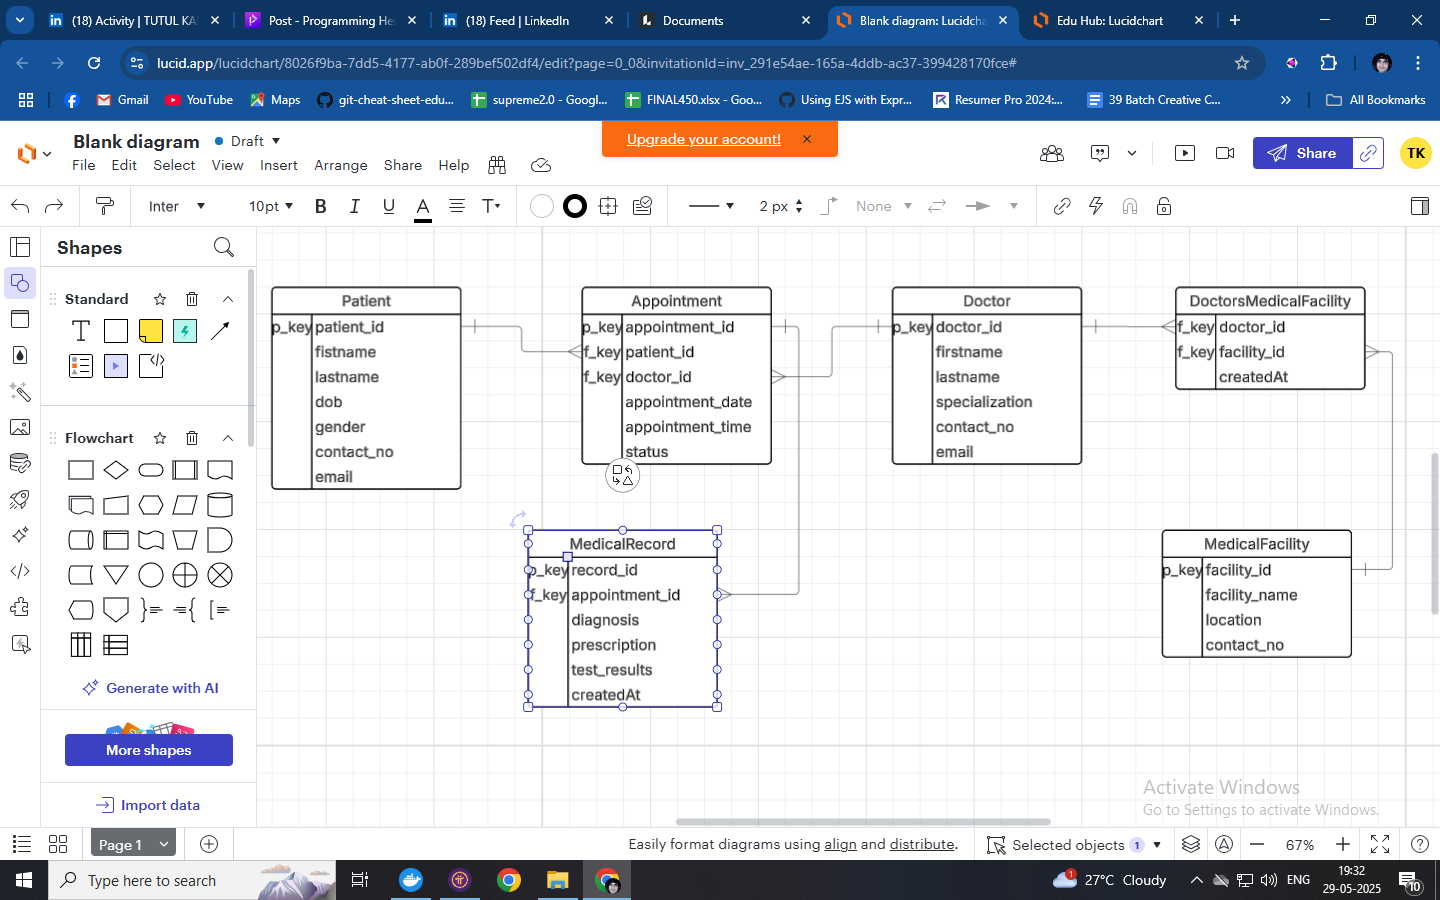 (18) Activity | TUTUL KA
Post - Programming He
(18) Feed | LinkedIn
Documents
Blank diagram: Lucidcha
Edu Hub: Lucidchart
lucid.app/lucidchart/8026f9ba-7dd5-4177-ab0f-289bef502df4/edit?page=0_0&invitationId=inv_291e54ae-165a-4ddb-ac37-399428170fce#
Gmail
YouTube
Maps
git-cheat-sheet-edu...
supreme2.0 - Googl...
FINAL450.xlsx - Goo...
Using EJS with Expr...
Resumer Pro 2024:...
39 Batch Creative C...
All Bookmarks
Blank diagram
Draft
Upgrade your account!
File Edit Select View Insert Arrange Share Help
Share
TK
Inter
10pt
B I U A T
2 px
None
Shapes
Standard
T
Flowchart
Generate with AI
More shapes
Import data
Patient
p_key patient_id
fistname
lastname
dob
gender
contact_no
email
Appointment
p_key appointment_id
f_key patient_id
f_key doctor_id
appointment_date
appointment_time
status
Doctor
p_key doctor_id
firstname
lastname
specialization
contact_no
email
DoctorsMedicalFacility
f_key doctor_id
f_key facility_id
createdAt
MedicalRecord
p_key record_id
f_key appointment_id
diagnosis
prescription
test_results
createdAt
MedicalFacility
p_key facility_id
facility_name
location
contact_no
Activate Windows
Go to Settings to activate Windows.
Page 1
Easily format diagrams using align and distribute.
Selected objects 1
67%
Type here to search
1
27°C Cloudy
ENG
19:32
29-05-2025
10